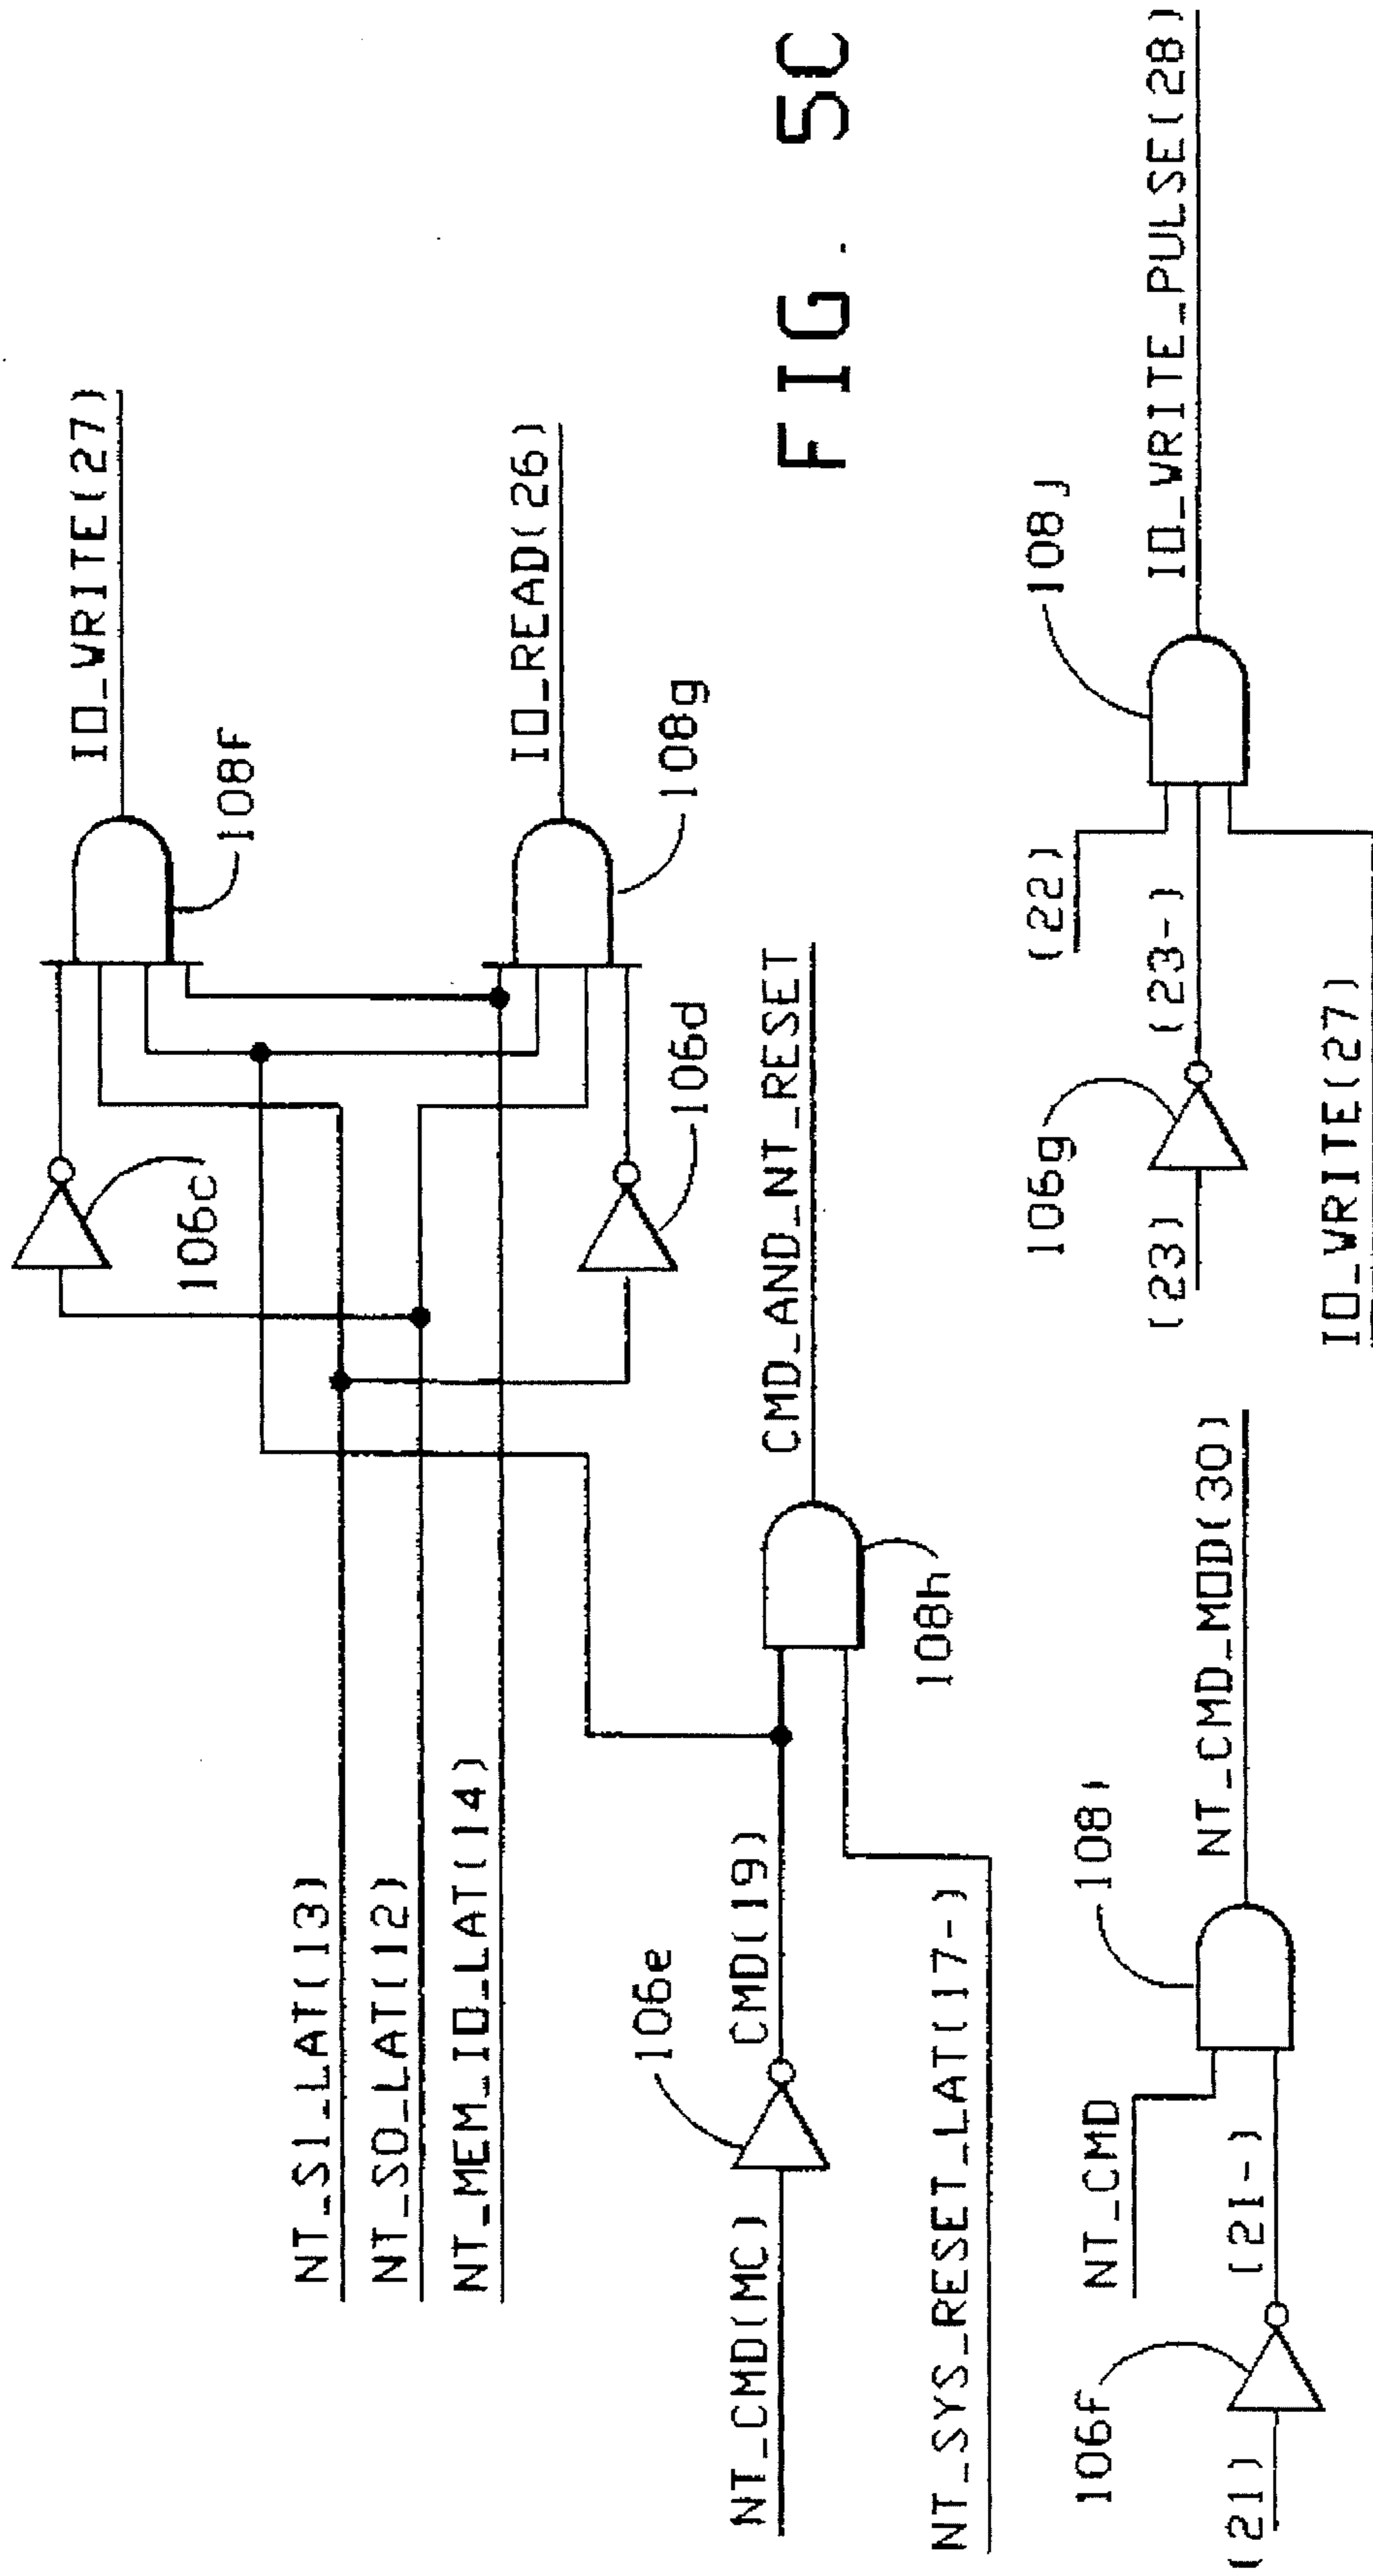 IO_WRITE(27)
106c
108F
NT_S1_LAT(13)
NT_S0_LAT(12)
NT_MEM_IO_LAT(14)
IO_READ(26)
106d
108g
106e
NT_CMD(MC)
CMD(19)
CMD_AND_NT_RESET
108h
NT_SYS_RESET_LAT(17-)
FIG. 5C
106f
(21)
(21-)
NT_CMD
108i
NT_CMD_MOD(30)
106g
(23)
(23-)
(22)
108j
IO_WRITE_PULSE(28)
IO_WRITE(27)